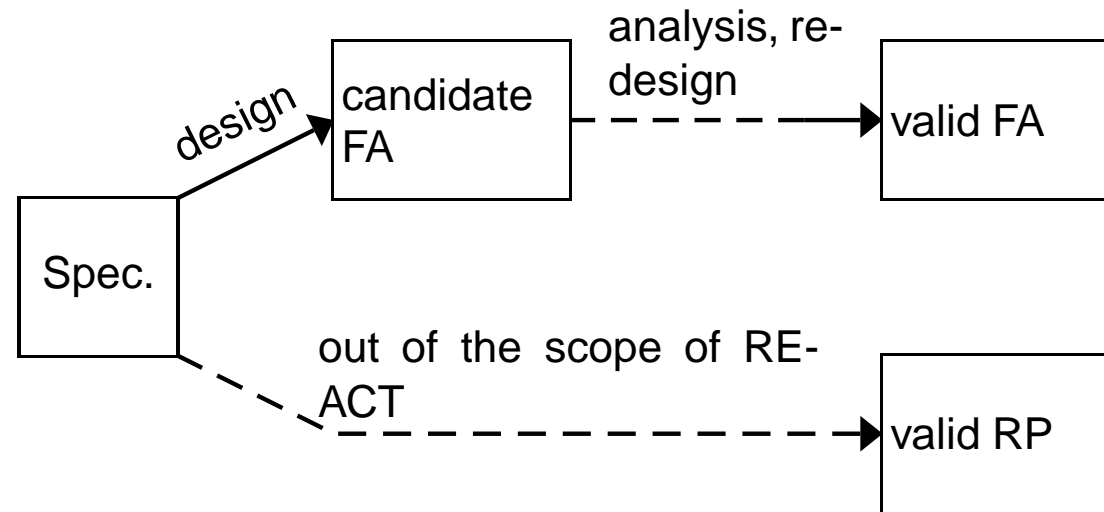 analysis, re-
design
design
candidate
FA
valid FA
Spec.
out of the scope of RE-
ACT
valid RP